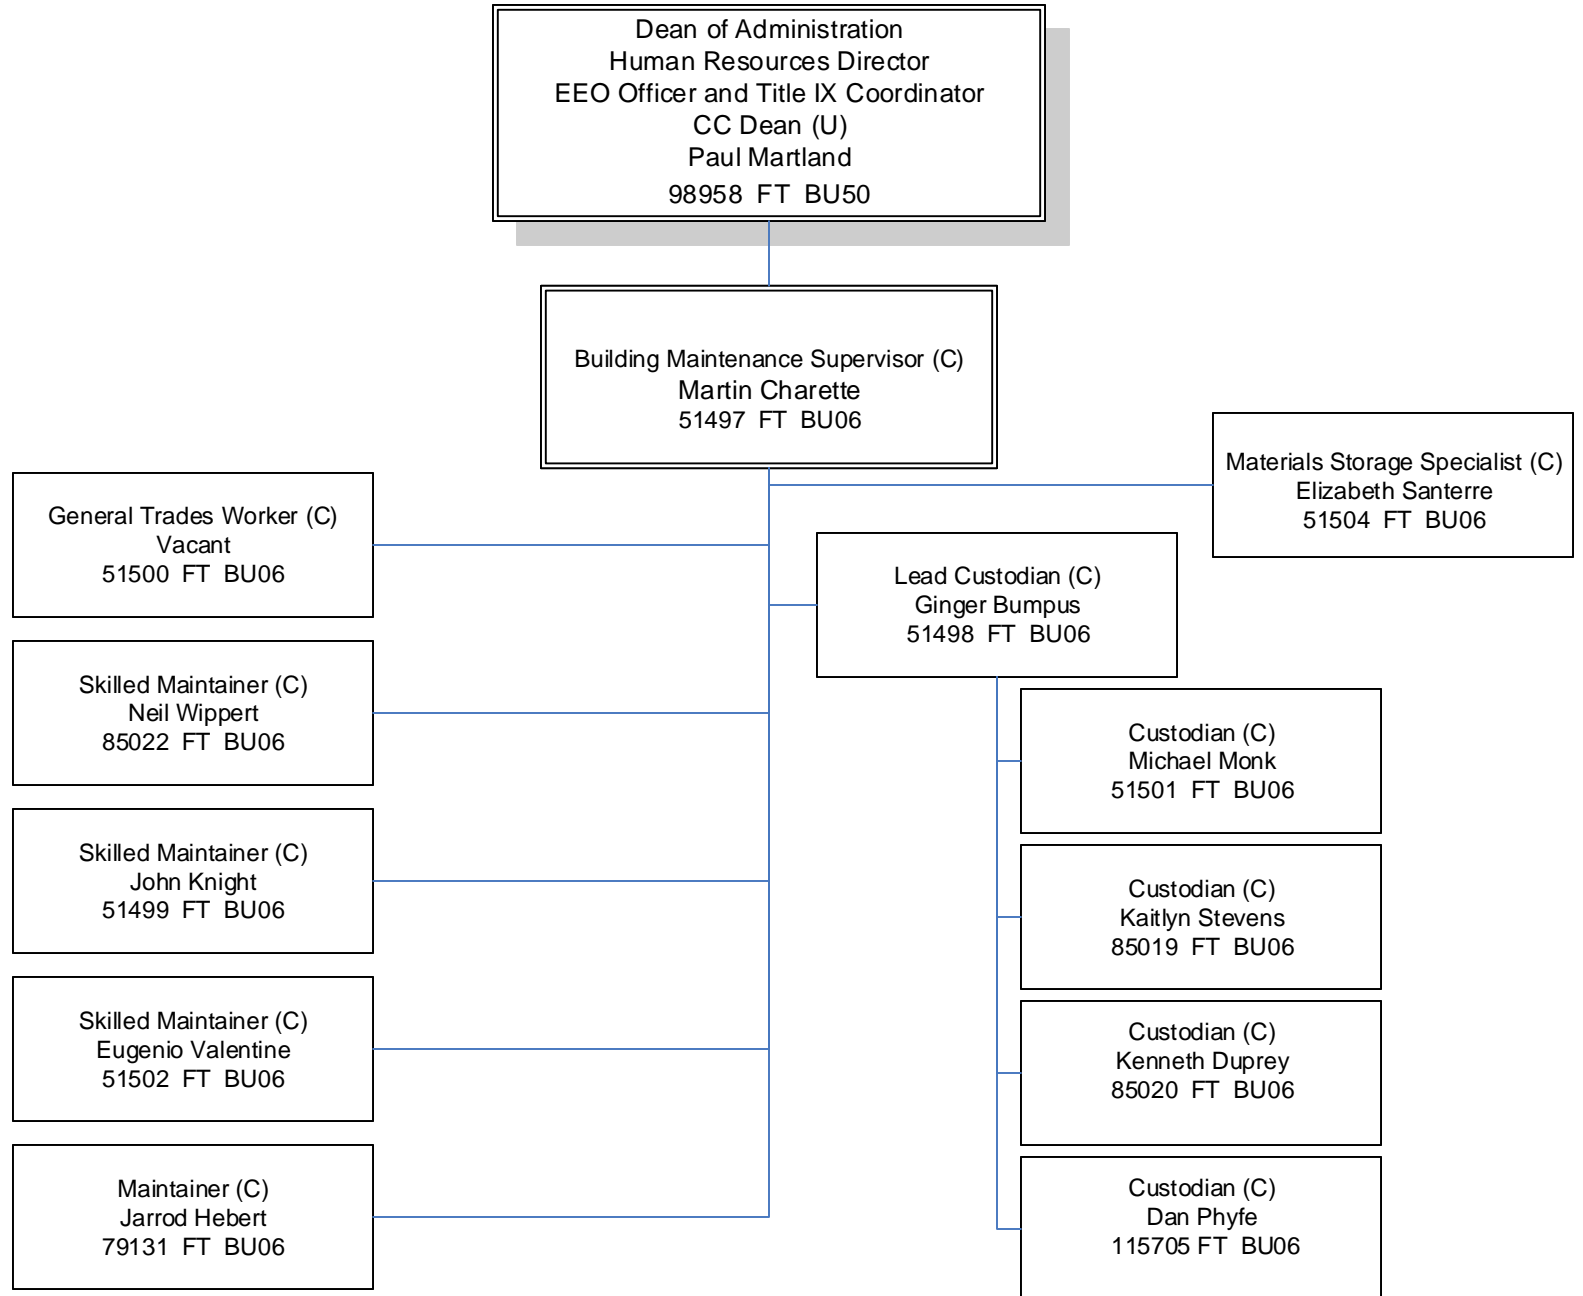 Dean of Administration
Human Resources Director
EEO Officer and Title IX Coordinator
CC Dean (U)
Paul Martland
98958 FT BU50
Building Maintenance Supervisor (C)
Martin Charette
51497 FT BU06
Materials Storage Specialist (C)
Elizabeth Santerre
51504 FT BU06
General Trades Worker (C)
Vacant
51500 FT BU06
Skilled Maintainer (C)
Neil Wippert
85022 FT BU06
Skilled Maintainer (C)
John Knight
51499 FT BU06
Skilled Maintainer (C)
Eugenio Valentine
51502 FT BU06
Maintainer (C)
Jarrod Hebert
79131 FT BU06
Lead Custodian (C)
Ginger Bumpus
51498 FT BU06
Custodian (C)
Michael Monk
51501 FT BU06
Custodian (C)
Kaitlyn Stevens
85019 FT BU06
Custodian (C)
Kenneth Duprey
85020 FT BU06
Custodian (C)
Dan Phyfe
115705 FT BU06